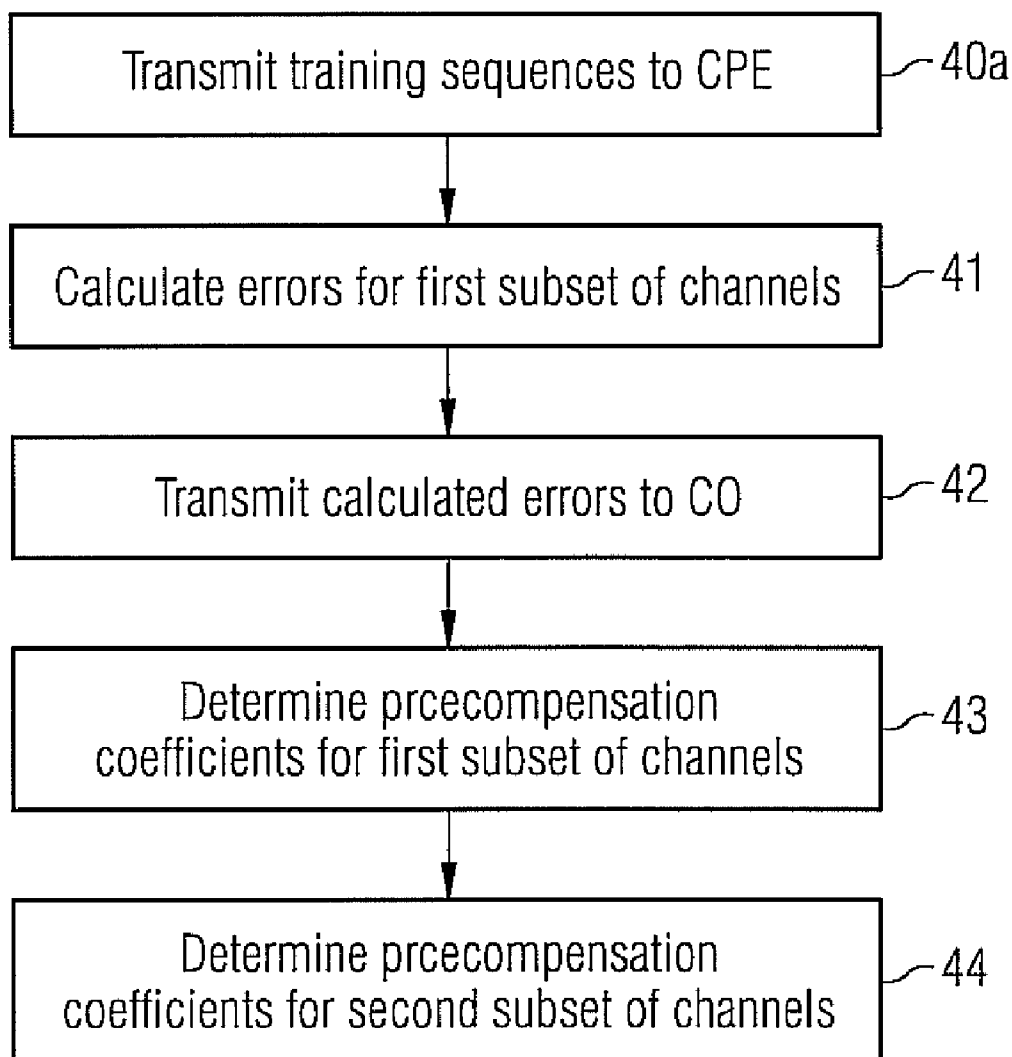 Transmit training sequences to CPE
40a
Calculate errors for first subset of channels
41
Transmit calculated errors to CO
42
Determine prcecompensation
coefficients for first subset of channels
43
Determine prcecompensation
coefficients for second subset of channels
44